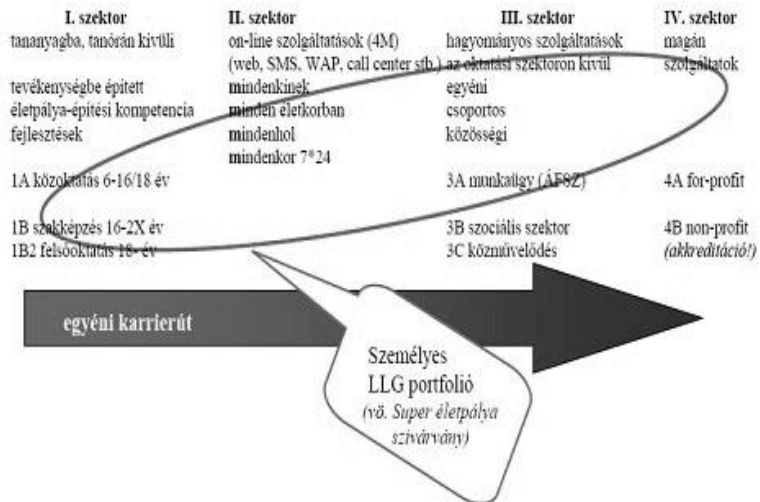 I. szektor
tananyagba, tanórán kívüli
tevékenységbe épített
életpálya-építési kompetencia
fejlesztések
1A közoktatás 6-16/18 év
1B szakképzés 16-2X év
1B2 felsőoktatás 18- év
II. szektor
on-line szolgáltatások (4M)
(web, SMS, WAP, call center stb.)
mindenkinek
minden életkorban
mindenhol
mindenkor 7*24
III. szektor
hagyományos szolgáltatások
az oktatási szektoron kívül
egyéni
csoportos
közösségi
3A munkaügy (ÁFSZ)
3B szociális szektor
3C közművelődés
IV. szektor
magán
szolgáltatok
4A for-profit
4B non-profit
(akkreditáció!)
egyéni karrierút
Személyes
LLG portfolió
(vö. Super életpálya
szivárvány)